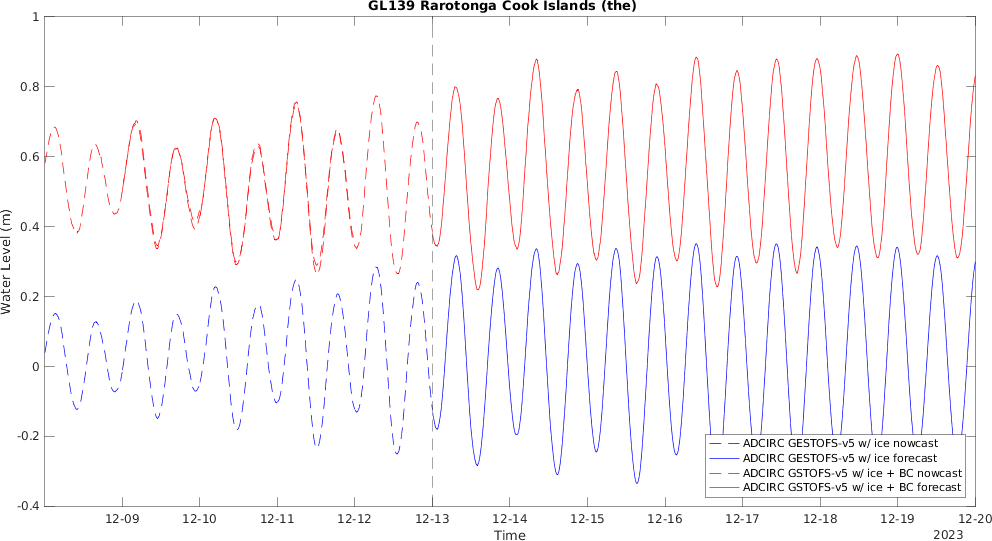 GL139 Rarotonga Cook Islands (the)
1
0.8
0.6
0.4
0.2
0
-0.2
-0.4
Water Level (m)
12-09 12-10 12-11 12-12 12-13 12-14 12-15 12-16 12-17 12-18 12-19 12-20
Time
2023
ADCIRC GESTOFS-v5 w/ ice nowcast
ADCIRC GESTOFS-v5 w/ ice forecast
ADCIRC GSTOFS-v5 w/ ice + BC nowcast
ADCIRC GSTOFS-v5 w/ ice + BC forecast